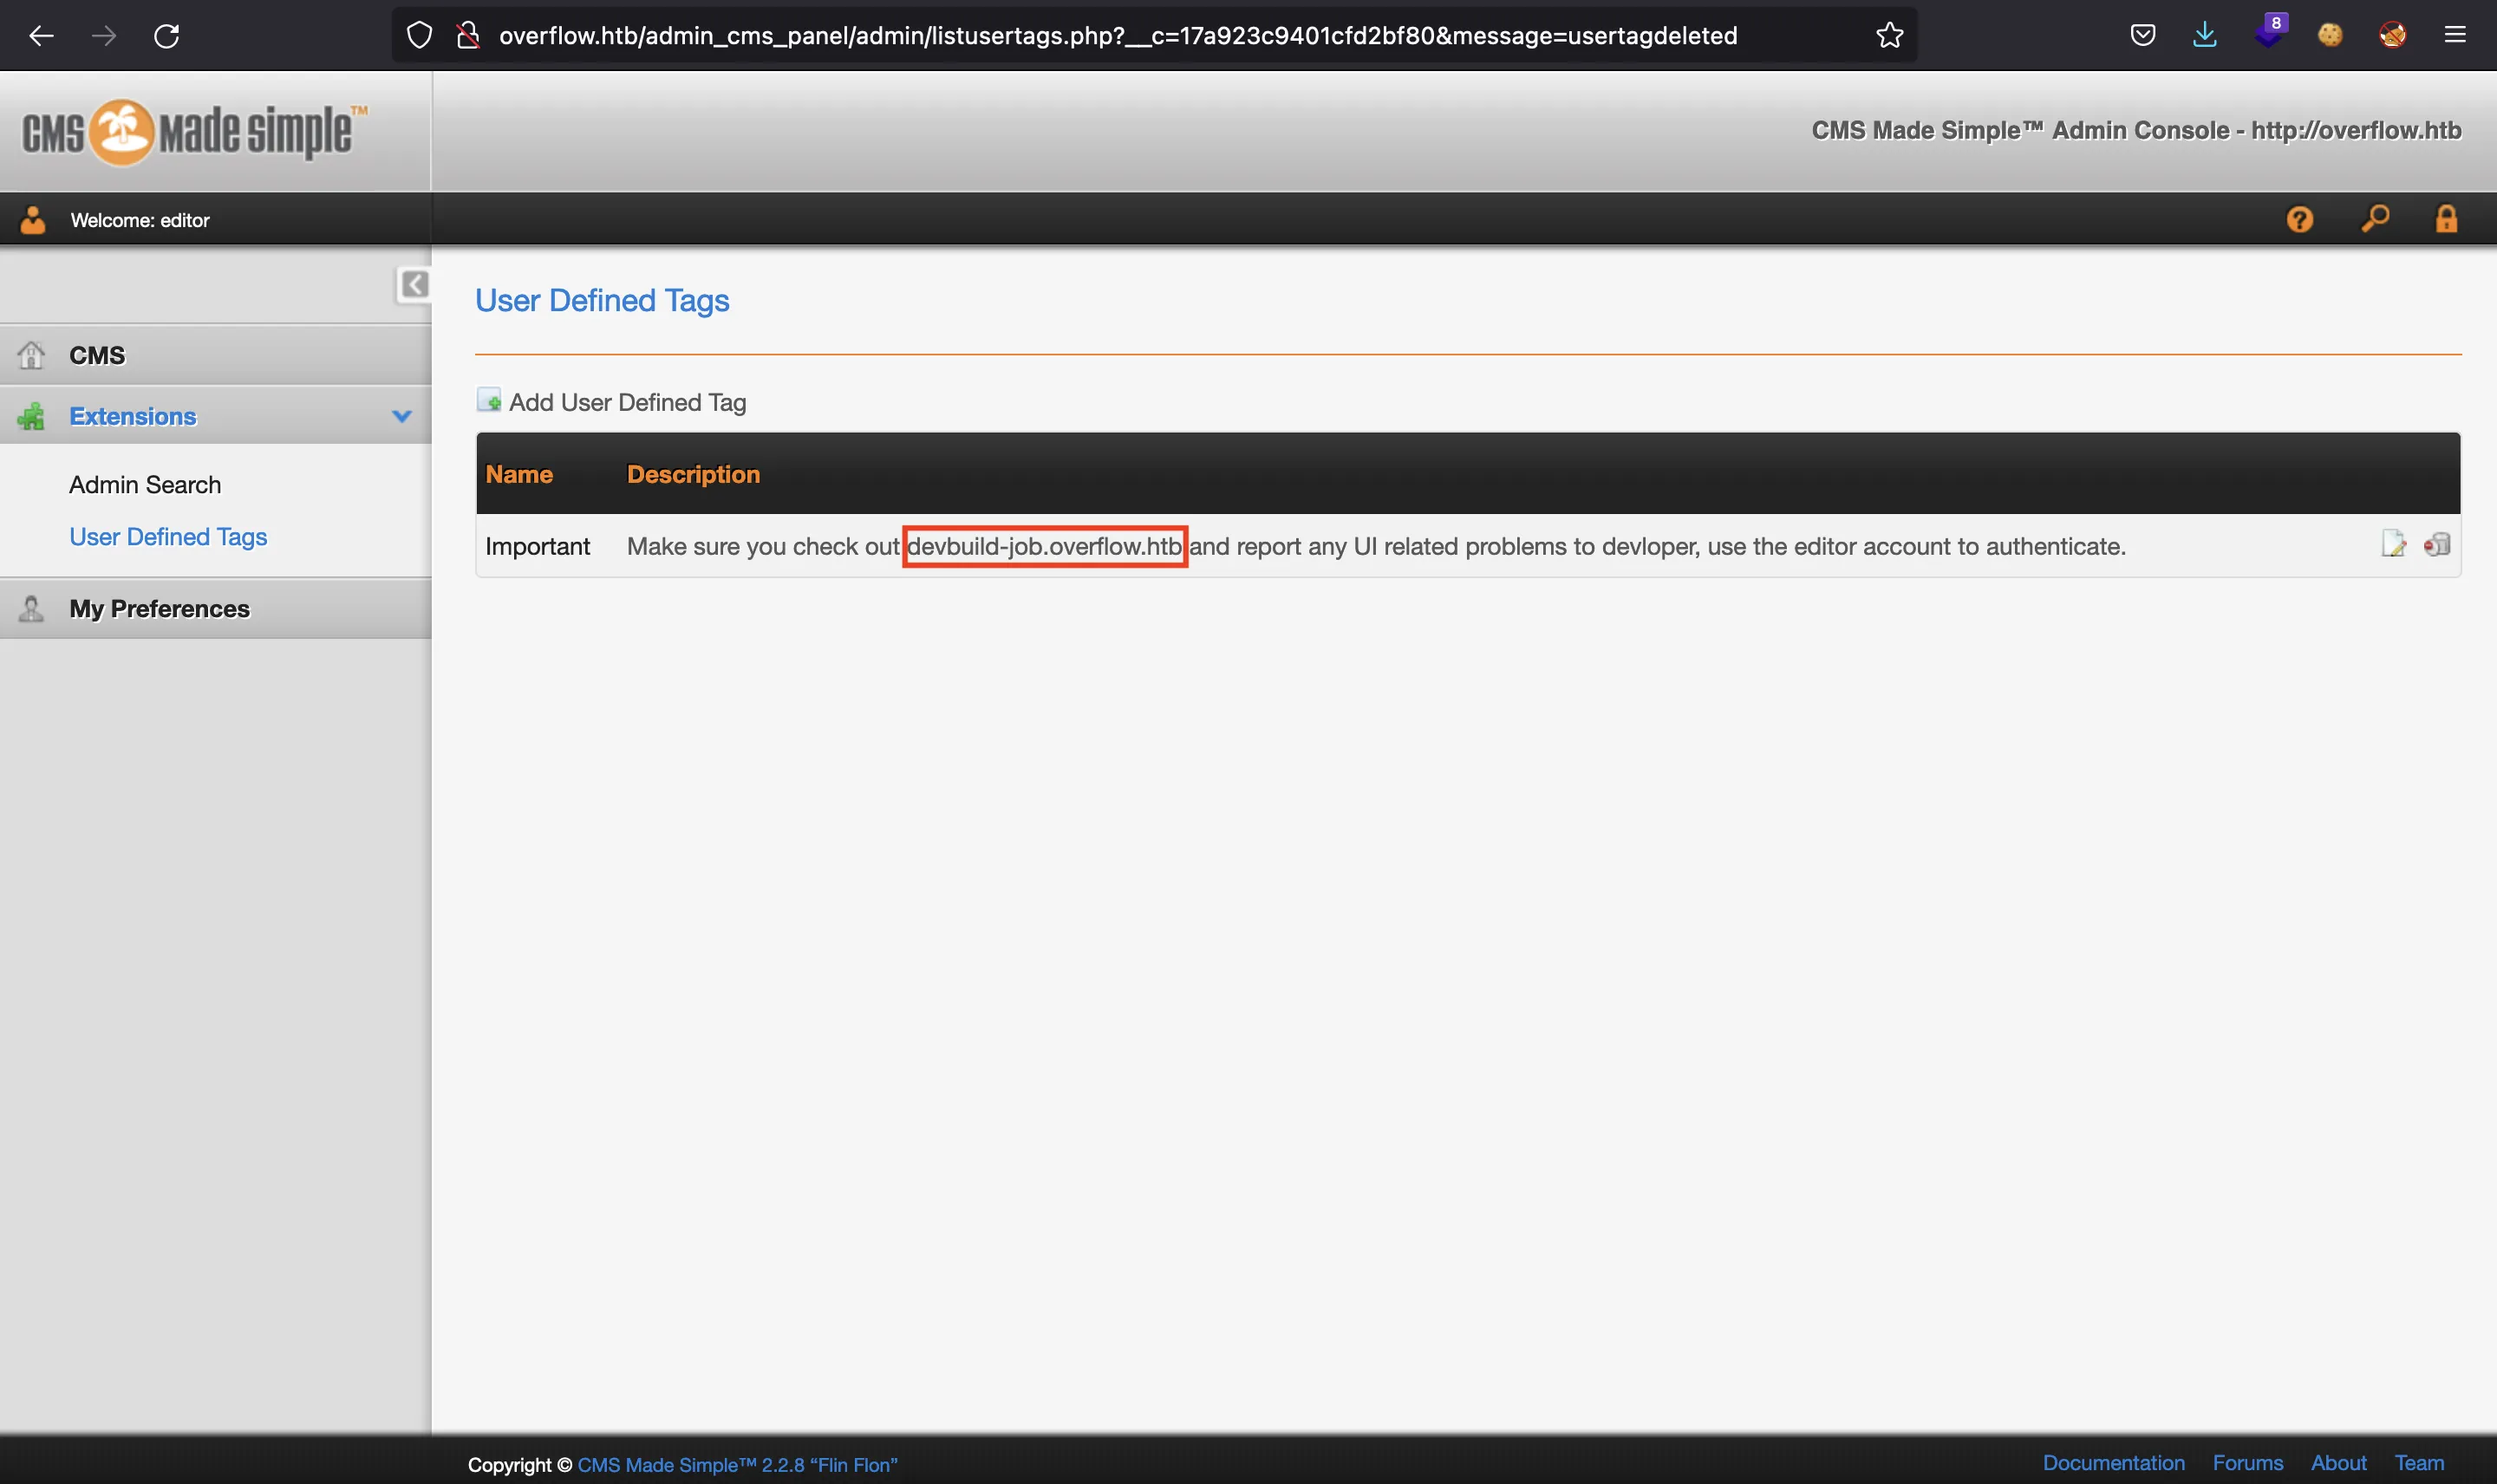 overflow.htb/admin_cms_panel/admin/listusertags.php?__c=17a923c9401cfd2bf80&message=usertagdeleted
8
CMS Made Simple™
CMS Made Simple™ Admin Console - http://overflow.htb
Welcome: editor
User Defined Tags
CMS
Extensions
Admin Search
User Defined Tags
My Preferences
Add User Defined Tag
Name Description
Important Make sure you check out devbuild-job.overflow.htb and report any UI related problems to devloper, use the editor account to authenticate.
Copyright © CMS Made Simple™ 2.2.8 “Flin Flon”
Documentation Forums About Team